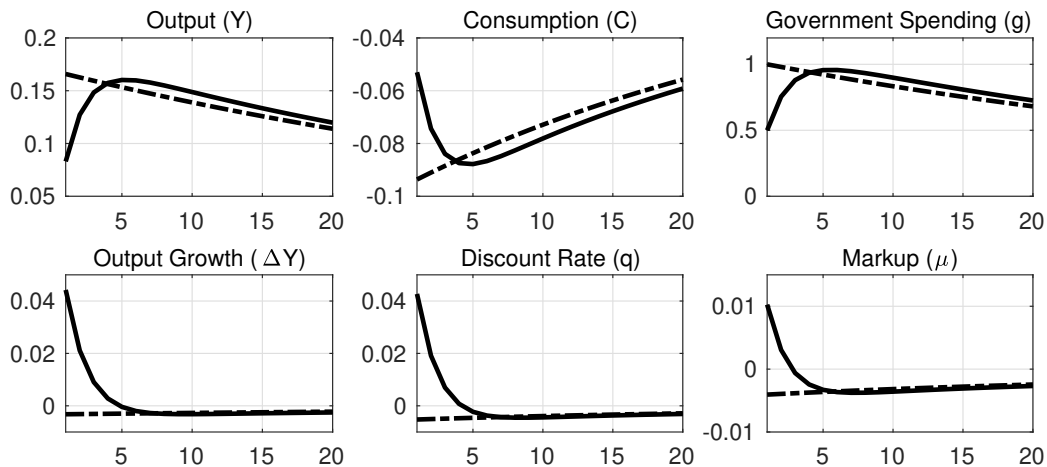 Output (Y)
0.2
0.15
0.1
0.05
5 10 15 20
Consumption (C)
-0.04
-0.06
-0.08
-0.1
5 10 15 20
Government Spending (g)
1
0.5
0
5 10 15 20
Output Growth ( ΔY)
0.04
0.02
0
5 10 15 20
Discount Rate (q)
0.04
0.02
0
5 10 15 20
Markup (μ)
0.01
0
-0.01
5 10 15 20